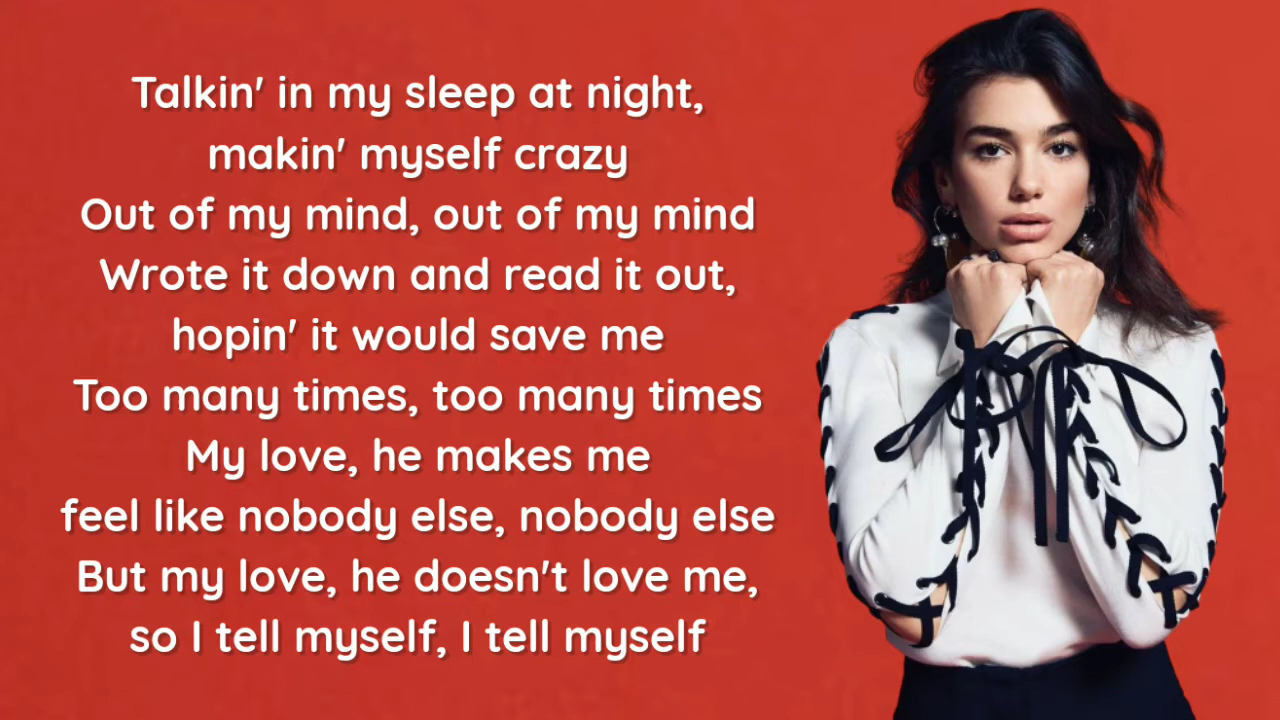 Talkin' in my sleep at night,
makin' myself crazy
Out of my mind, out of my mind
Wrote it down and read it out,
hopin' it would save me
Too many times, too many times
My love, he makes me
feel like nobody else, nobody else
But my love, he doesn't love me,
so I tell myself, I tell myself